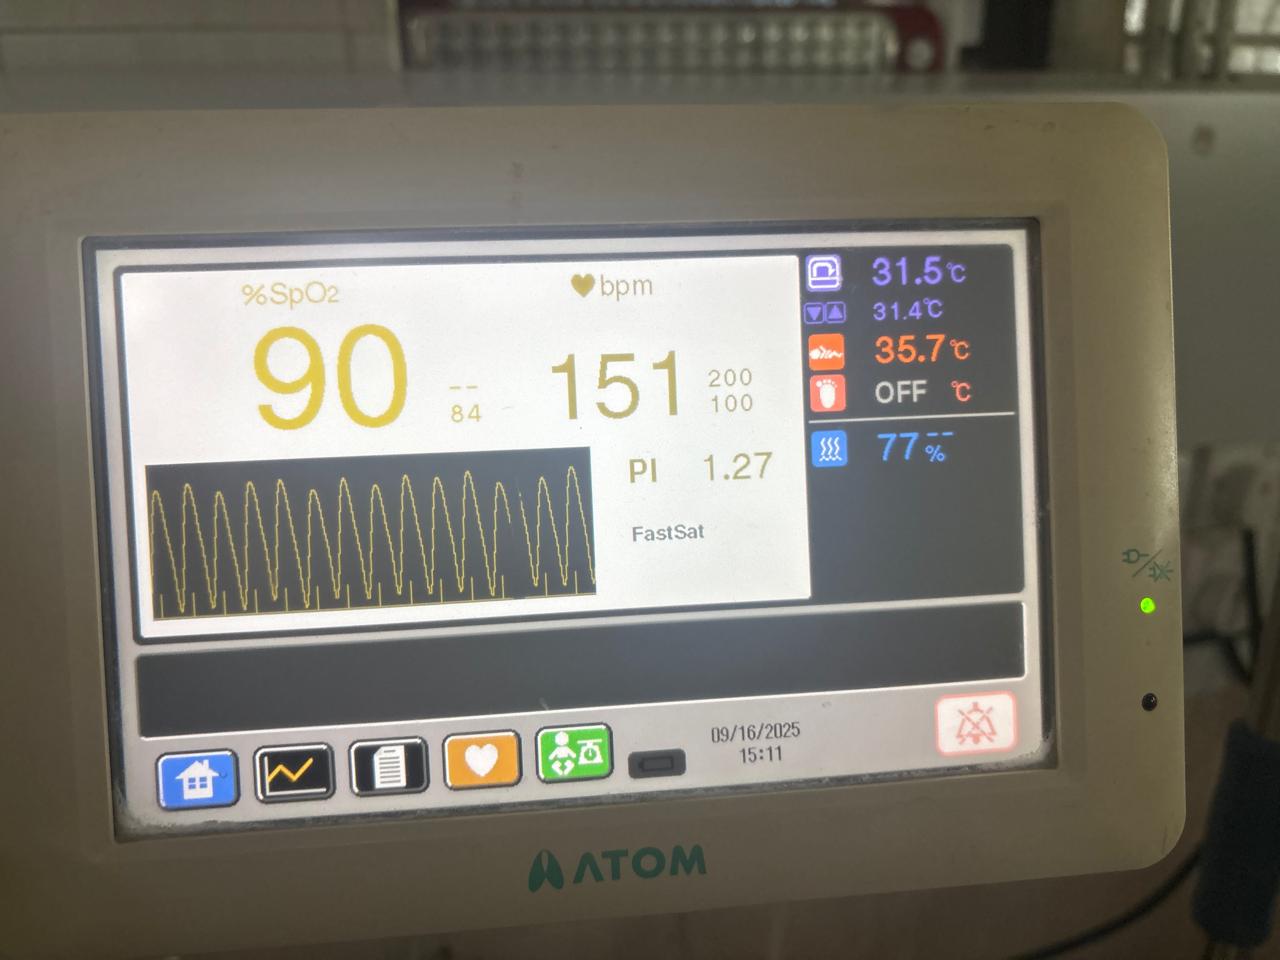 %SpO2
90
--
84
bpm
151
200
100
PI 1.27
FastSat
31.5℃
31.4℃
35.7℃
OFF ℃
77 --
%
09/16/2025
15:11
ATOM